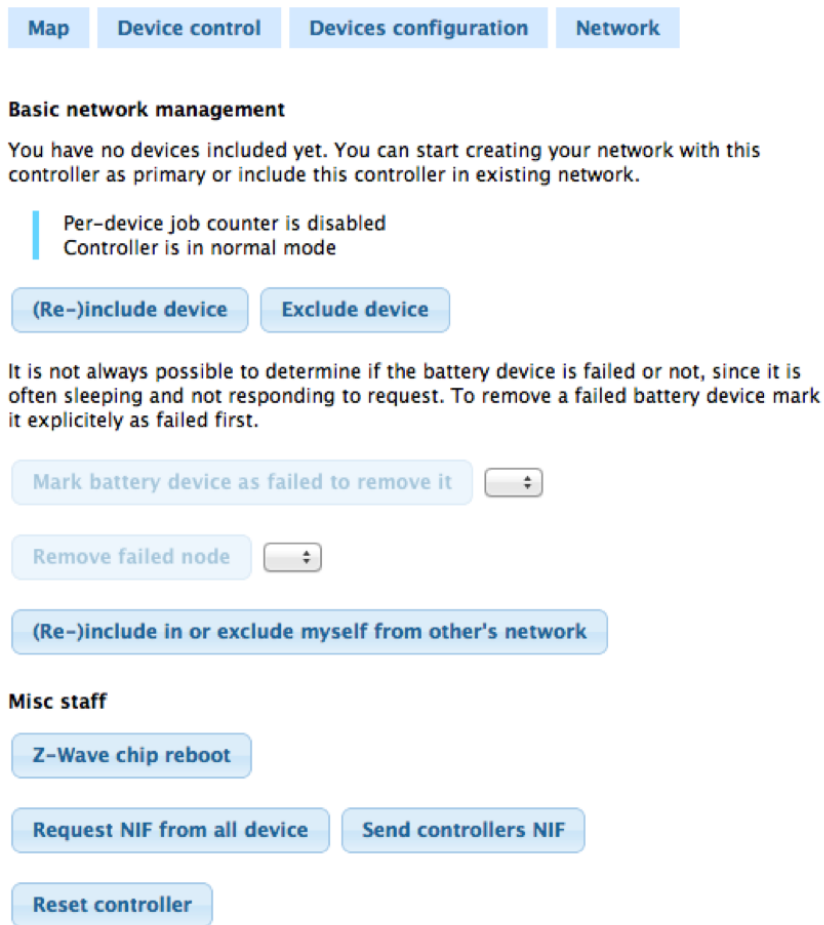 Map Device control Devices configuration Network
Basic network management
You have no devices included yet. You can start creating your network with this
controller as primary or include this controller in existing network.
Per-device job counter is disabled
Controller is in normal mode
(Re-)include device Exclude device
It is not always possible to determine if the battery device is failed or not, since it is
often sleeping and not responding to request. To remove a failed battery device mark
it explicitely as failed first.
Mark battery device as failed to remove it
Remove failed node
(Re-)include in or exclude myself from other's network
Misc staff
Z-Wave chip reboot
Request NIF from all device Send controllers NIF
Reset controller